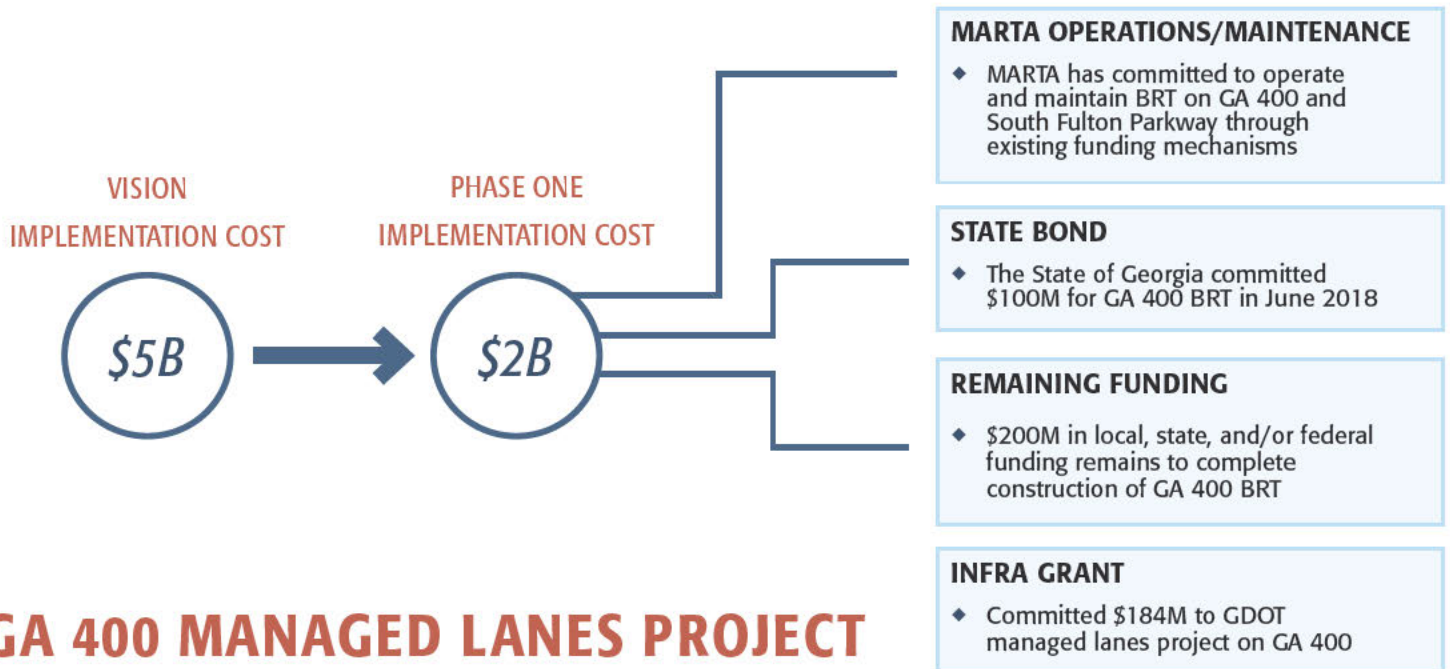 VISION
IMPLEMENTATION COST
$5B
PHASE ONE
IMPLEMENTATION COST
$2B
MARTA OPERATIONS/MAINTENANCE
◆ MARTA has committed to operate
and maintain BRT on GA 400 and
South Fulton Parkway through
existing funding mechanisms
STATE BOND
◆ The State of Georgia committed
$100M for GA 400 BRT in June 2018
REMAINING FUNDING
◆ $200M in local, state, and/or federal
funding remains to complete
construction of GA 400 BRT
INFRA GRANT
◆ Committed $184M to GDOT
managed lanes project on GA 400
GA 400 MANAGED LANES PROJECT